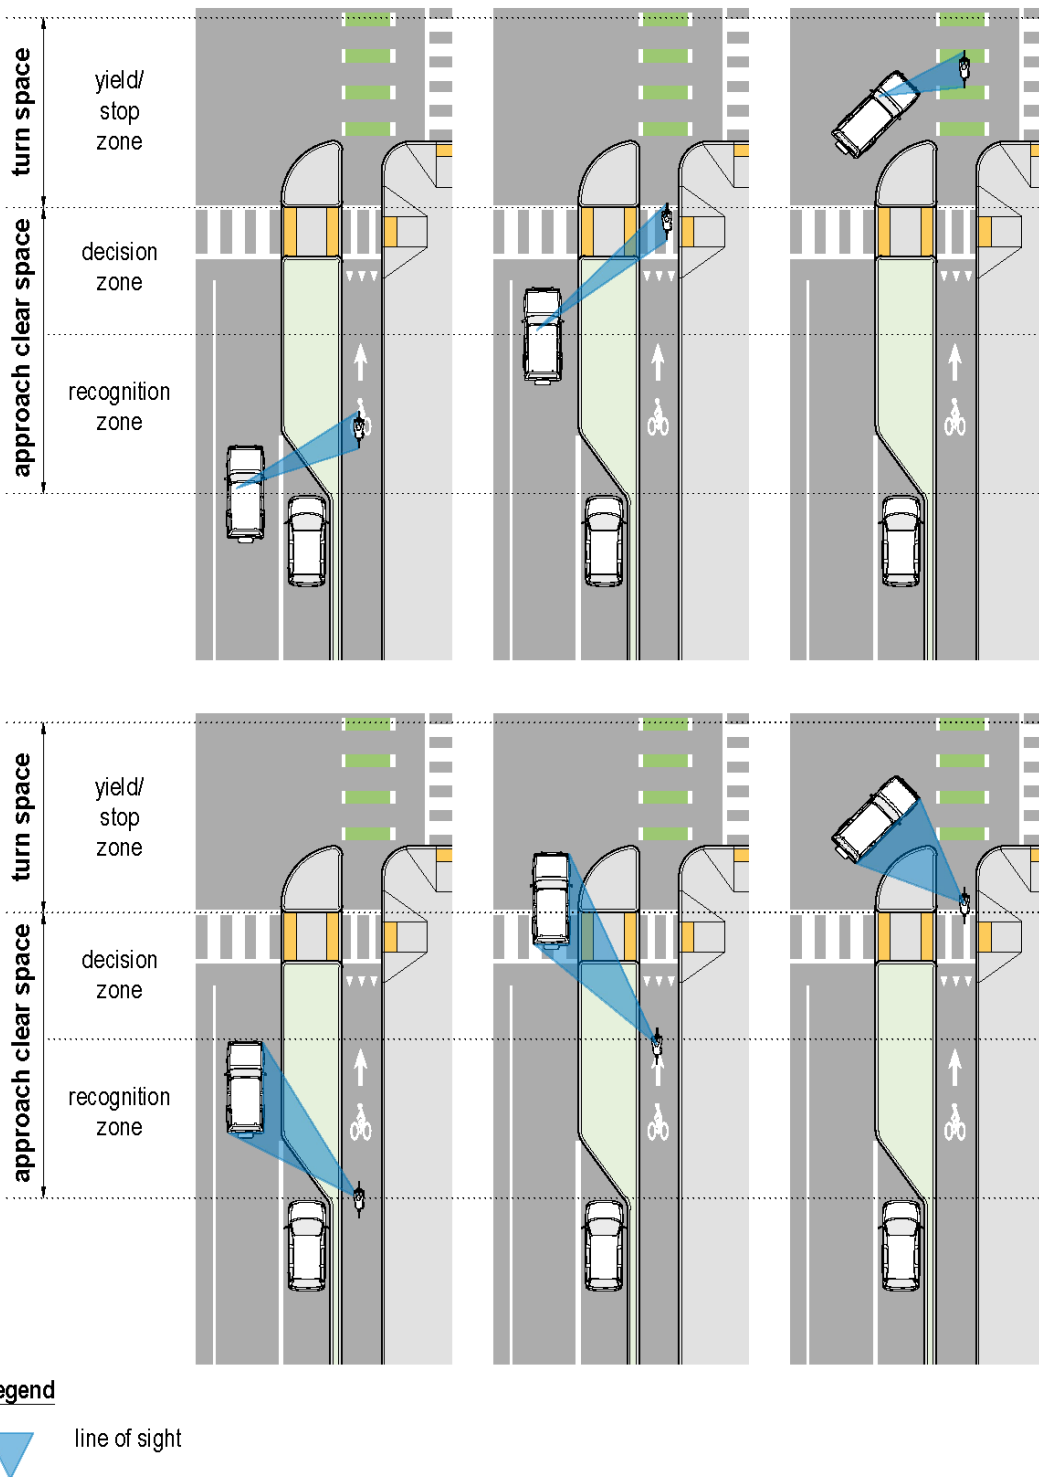 turn space
yield/
stop
zone
approach clear space
decision
zone
recognition
zone
turn space
yield/
stop
zone
approach clear space
decision
zone
recognition
zone
egend
line of sight